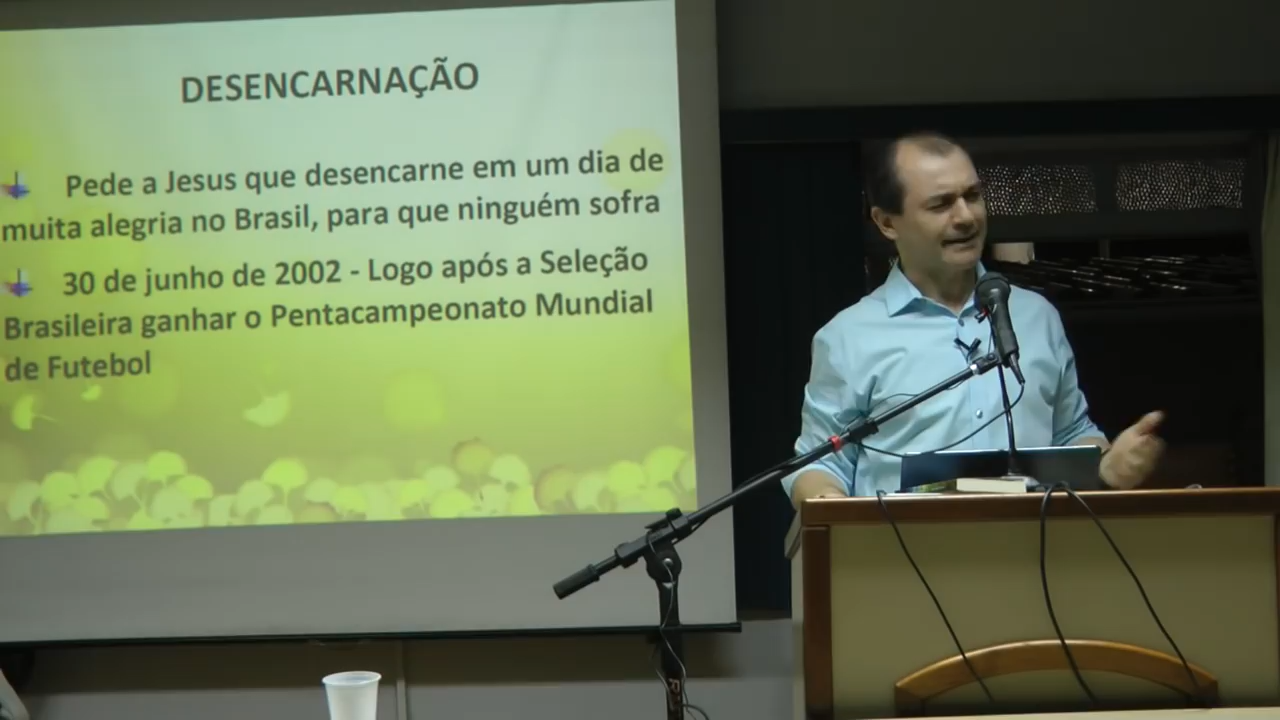 DESENCARNAÇÃO
Pede a Jesus que desencarne em um dia de
muita alegria no Brasil, para que ninguém sofra
30 de junho de 2002 - Logo após a Seleção
Brasileira ganhar o Pentacampeonato Mundial
de Futebol